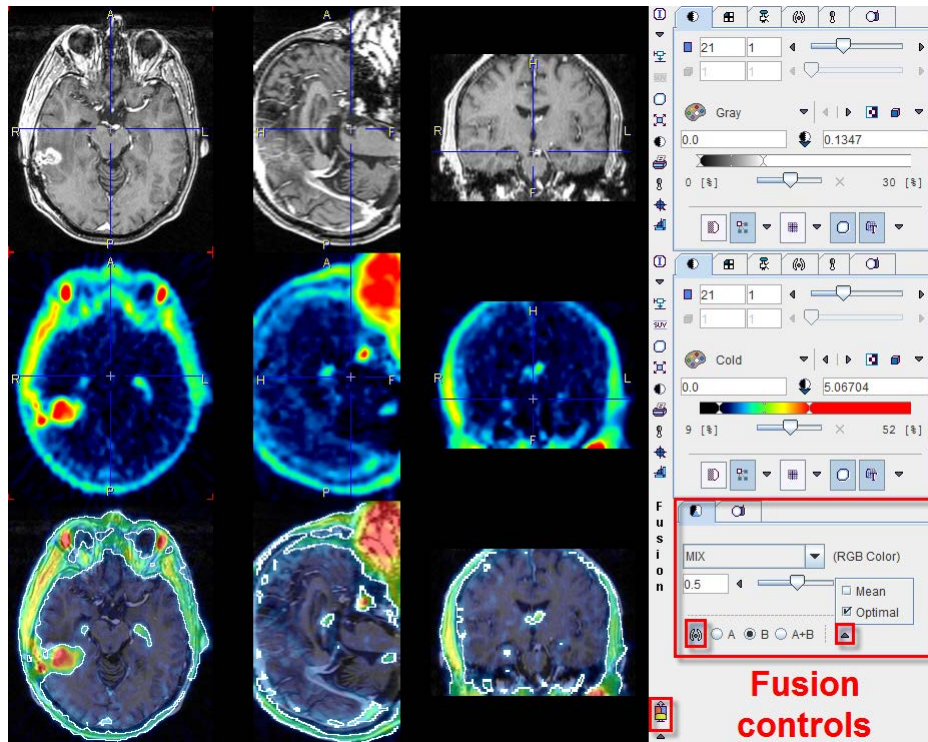 A
R
L
P
A
H
F
P
H
R
L
F
21 1
1 1
Gray
0.0 0.1347
0 [%] 30 [%]
A
R
L
P
A
H
F
P
H
R
L
F
SUV
21 1
1 1
Cold
0.0 5.06704
9 [%] 52 [%]
Fusion
MIX (RGB Color)
0.5
Mean
Optimal
A B A+B
Fusion
controls